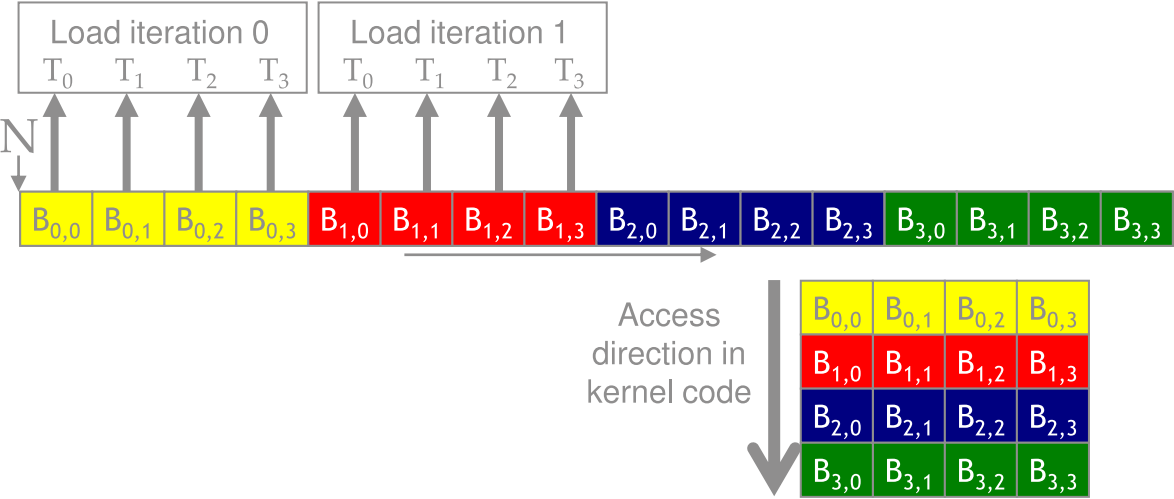 Load iteration 0 Load iteration 1
T0 T1 T2 T3 T0 T1 T2 T3
N
B0,0 B0,1 B0,2 B0,3 B1,0 B1,1 B1,2 B1,3 B2,0 B2,1 B2,2 B2,3 B3,0 B3,1 B3,2 B3,3
Access
direction in
kernel code
B0,0 B0,1 B0,2 B0,3
B1,0 B1,1 B1,2 B1,3
B2,0 B2,1 B2,2 B2,3
B3,0 B3,1 B3,2 B3,3